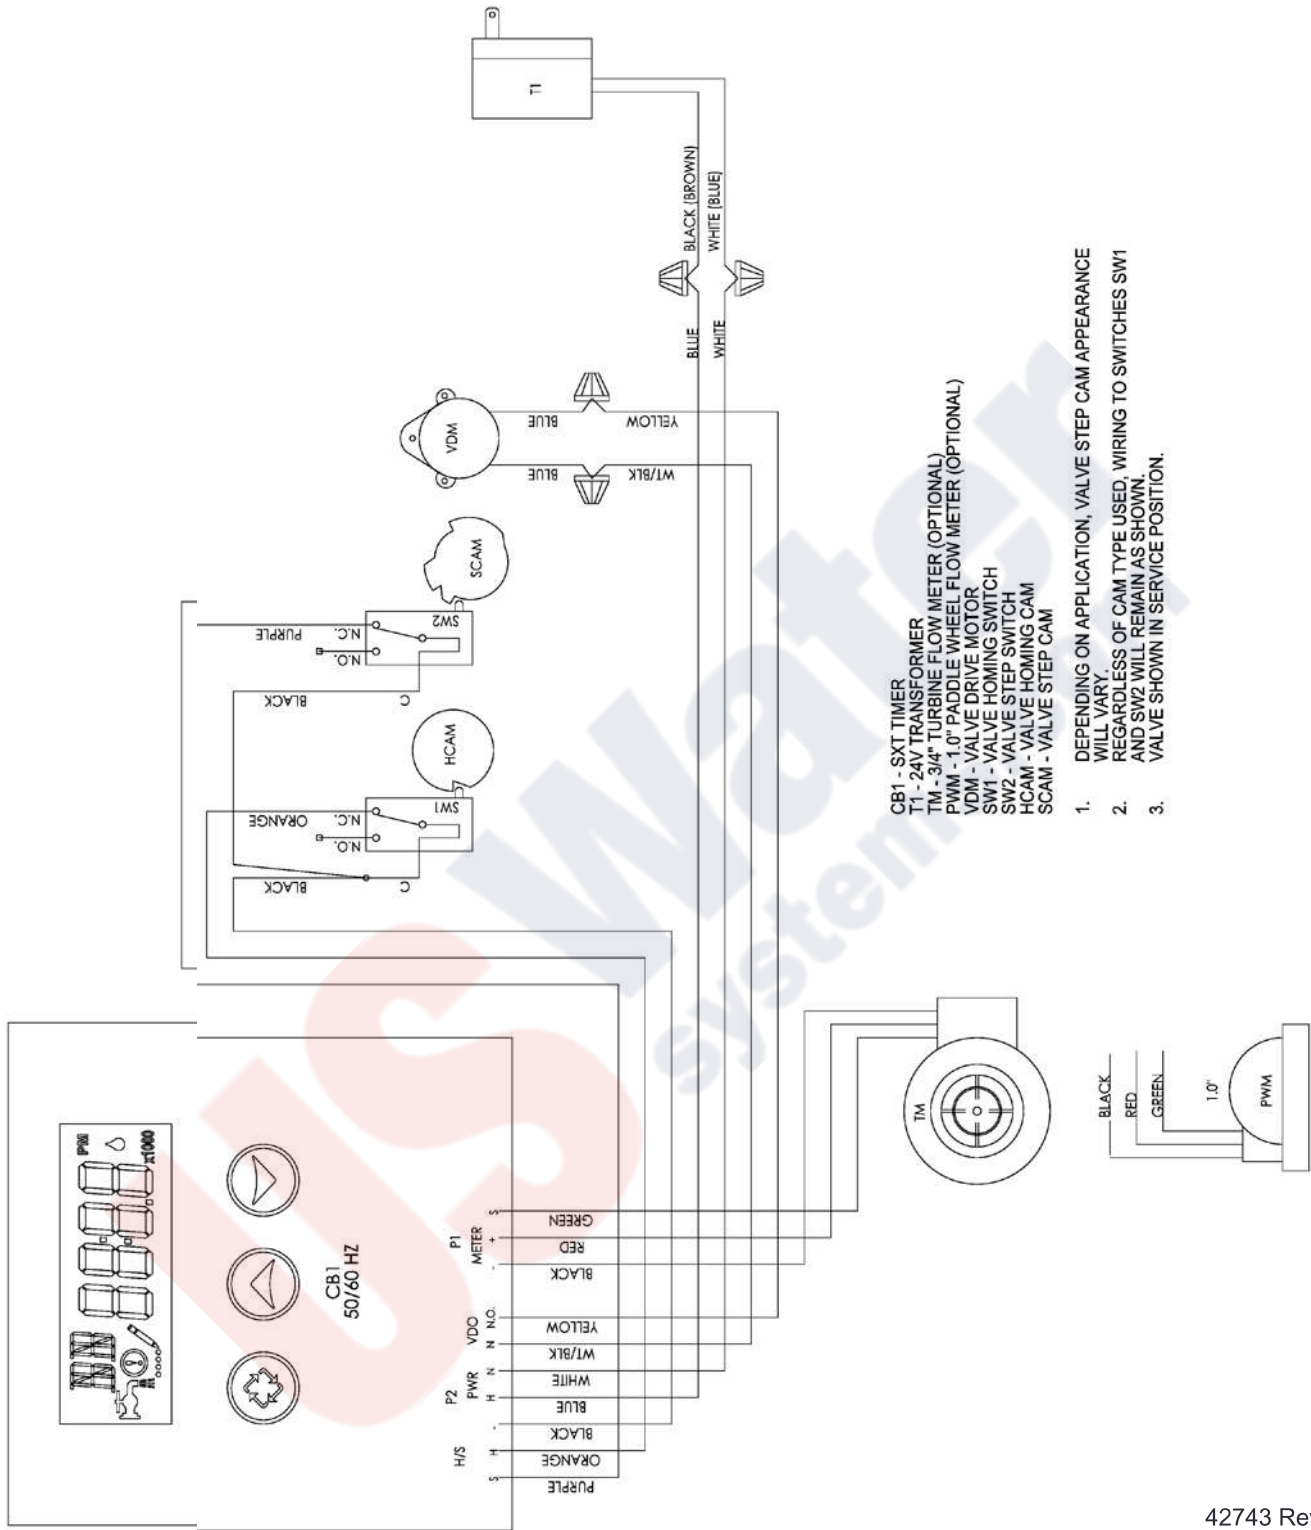 T1
BLACK (BROWN)
WHITE (BLUE)
BLUE
WHITE
VDM
BLUE
YELLOW
BLUE
WT/BLK
SCAM
SW2
N.C.
N.O.
PURPLE
BLACK
C
HCAM
SW1
N.C.
N.O.
ORANGE
BLACK
C
CB1 - SXT TIMER
T1 - 24V TRANSFORMER
TM - 3/4" TURBINE FLOW METER (OPTIONAL)
PWM - 1.0" PADDLE WHEEL FLOW METER (OPTIONAL)
VDM - VALVE DRIVE MOTOR
SW1 - VALVE HOMING SWITCH
SW2 - VALVE STEP SWITCH
HCAM - VALVE HOMING CAM
SCAM - VALVE STEP CAM
1. DEPENDING ON APPLICATION, VALVE STEP CAM APPEARANCE
WILL VARY.
2. REGARDLESS OF CAM TYPE USED, WIRING TO SWITCHES SW1
AND SW2 WILL REMAIN AS SHOWN.
3. VALVE SHOWN IN SERVICE POSITION.
PM
x1000
CB1
50/60 HZ
H/S
P2
PWR
VDO
P1
METER
S
H
-
H
N
N
N.O.
-
+
S
PURPLE
ORANGE
BLACK
BLUE
WHITE
WT/BLK
YELLOW
BLACK
RED
GREEN
TM
BLACK
RED
GREEN
1.0"
PWM
US Water
systems
42743 Re